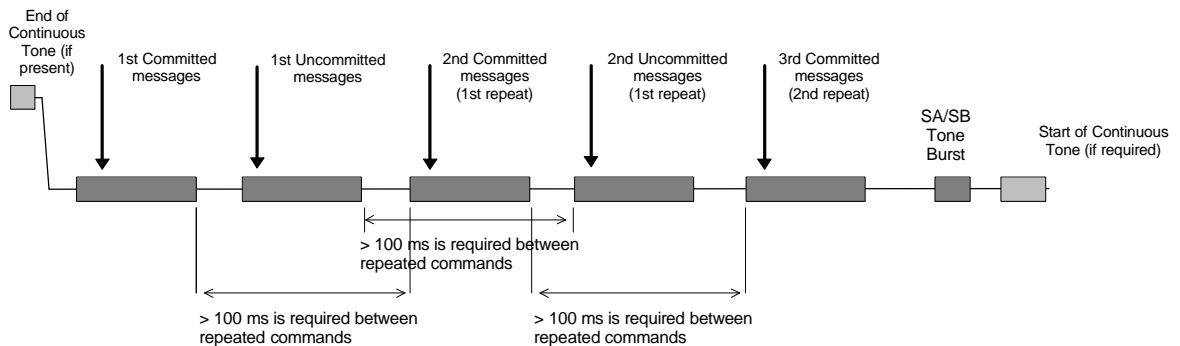 End of
Continuous
Tone (if
present)
1st Committed
messages
1st Uncommitted
messages
2nd Committed
messages
(1st repeat)
2nd Uncommitted
messages
(1st repeat)
3rd Committed
messages
(2nd repeat)
SA/SB
Tone
Burst
Start of Continuous
Tone (if required)
> 100 ms is required between
repeated commands
> 100 ms is required between
repeated commands
> 100 ms is required between
repeated commands